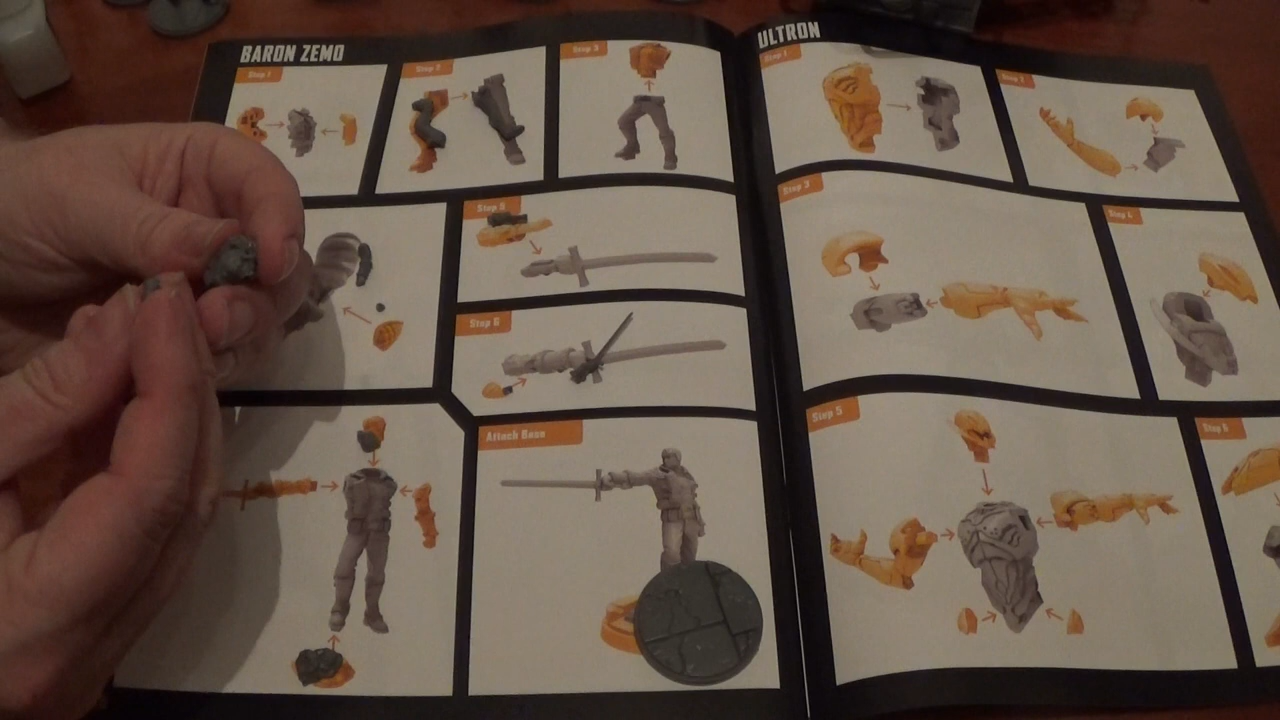 BARON ZEMO
Step 1
Step 2
Step 3
Step 5
Step 6
Attach Base
ULTRON
Step 1
Step 2
Step 3
Step 4
Step 5
Step 6